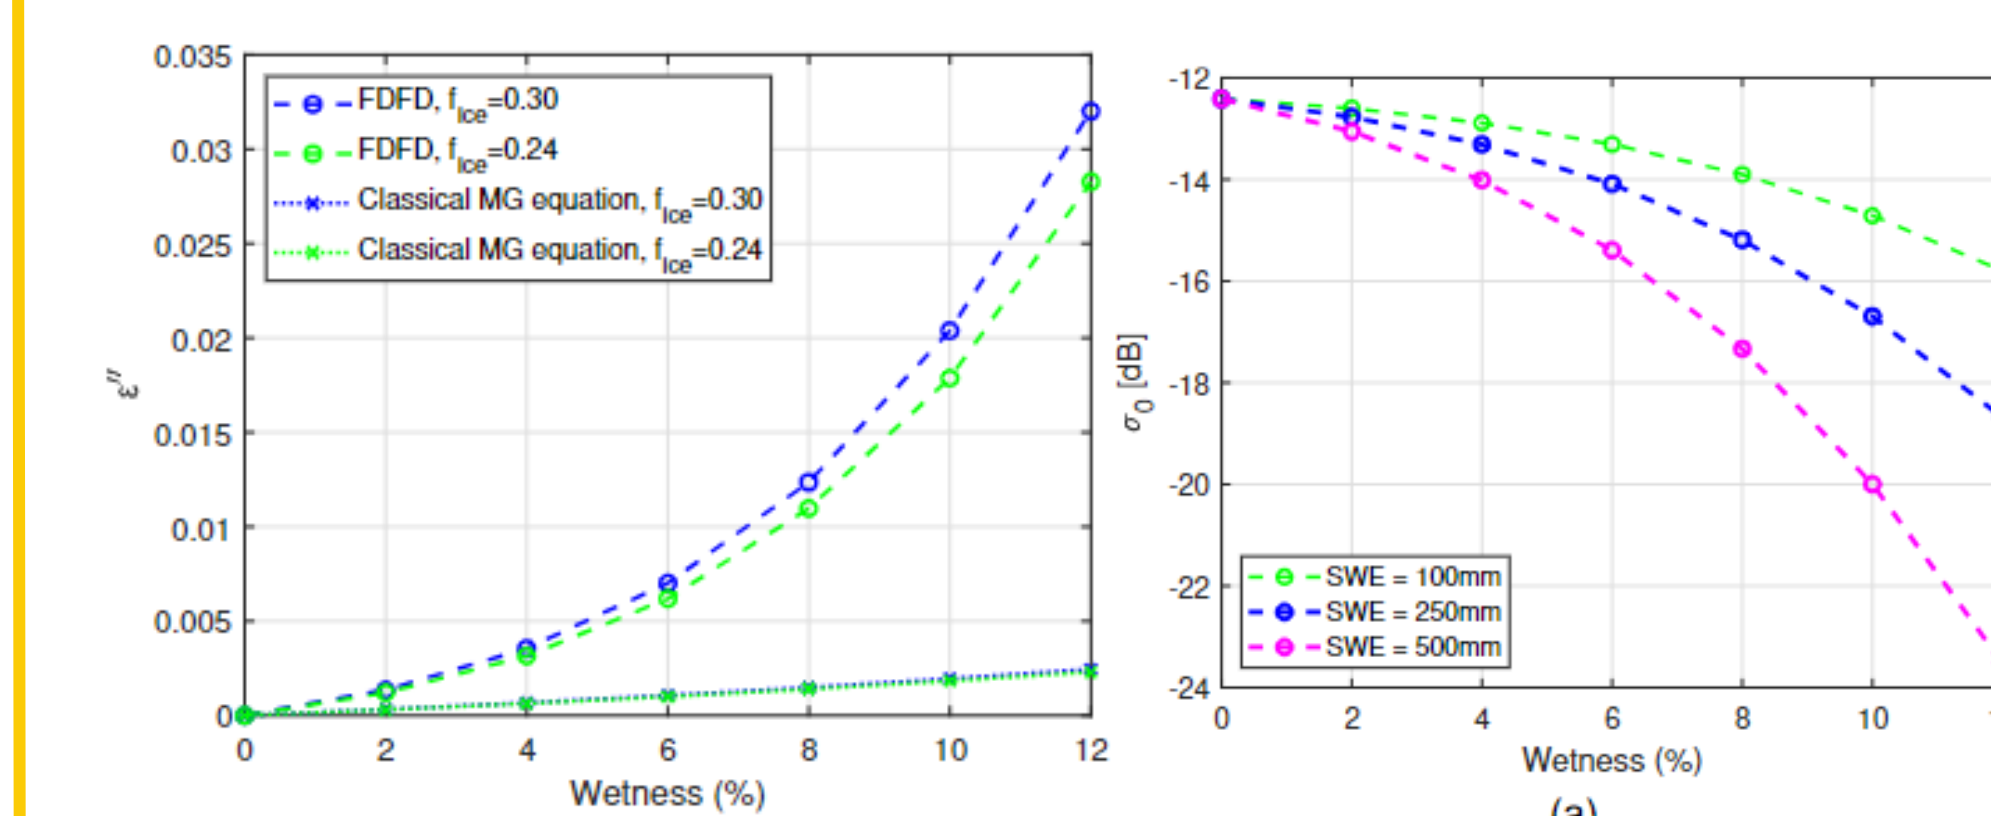 0.035
0.03
0.025
0.02
0.015
0.01
0.005
0
ε″
FDFD, f_Ice=0.30
FDFD, f_Ice=0.24
Classical MG equation, f_Ice=0.30
Classical MG equation, f_Ice=0.24
0 2 4 6 8 10 12
Wetness (%)
-12
-14
-16
-18
-20
-22
-24
σ_0 [dB]
SWE = 100mm
SWE = 250mm
SWE = 500mm
0 2 4 6 8 10
Wetness (%)
(a)